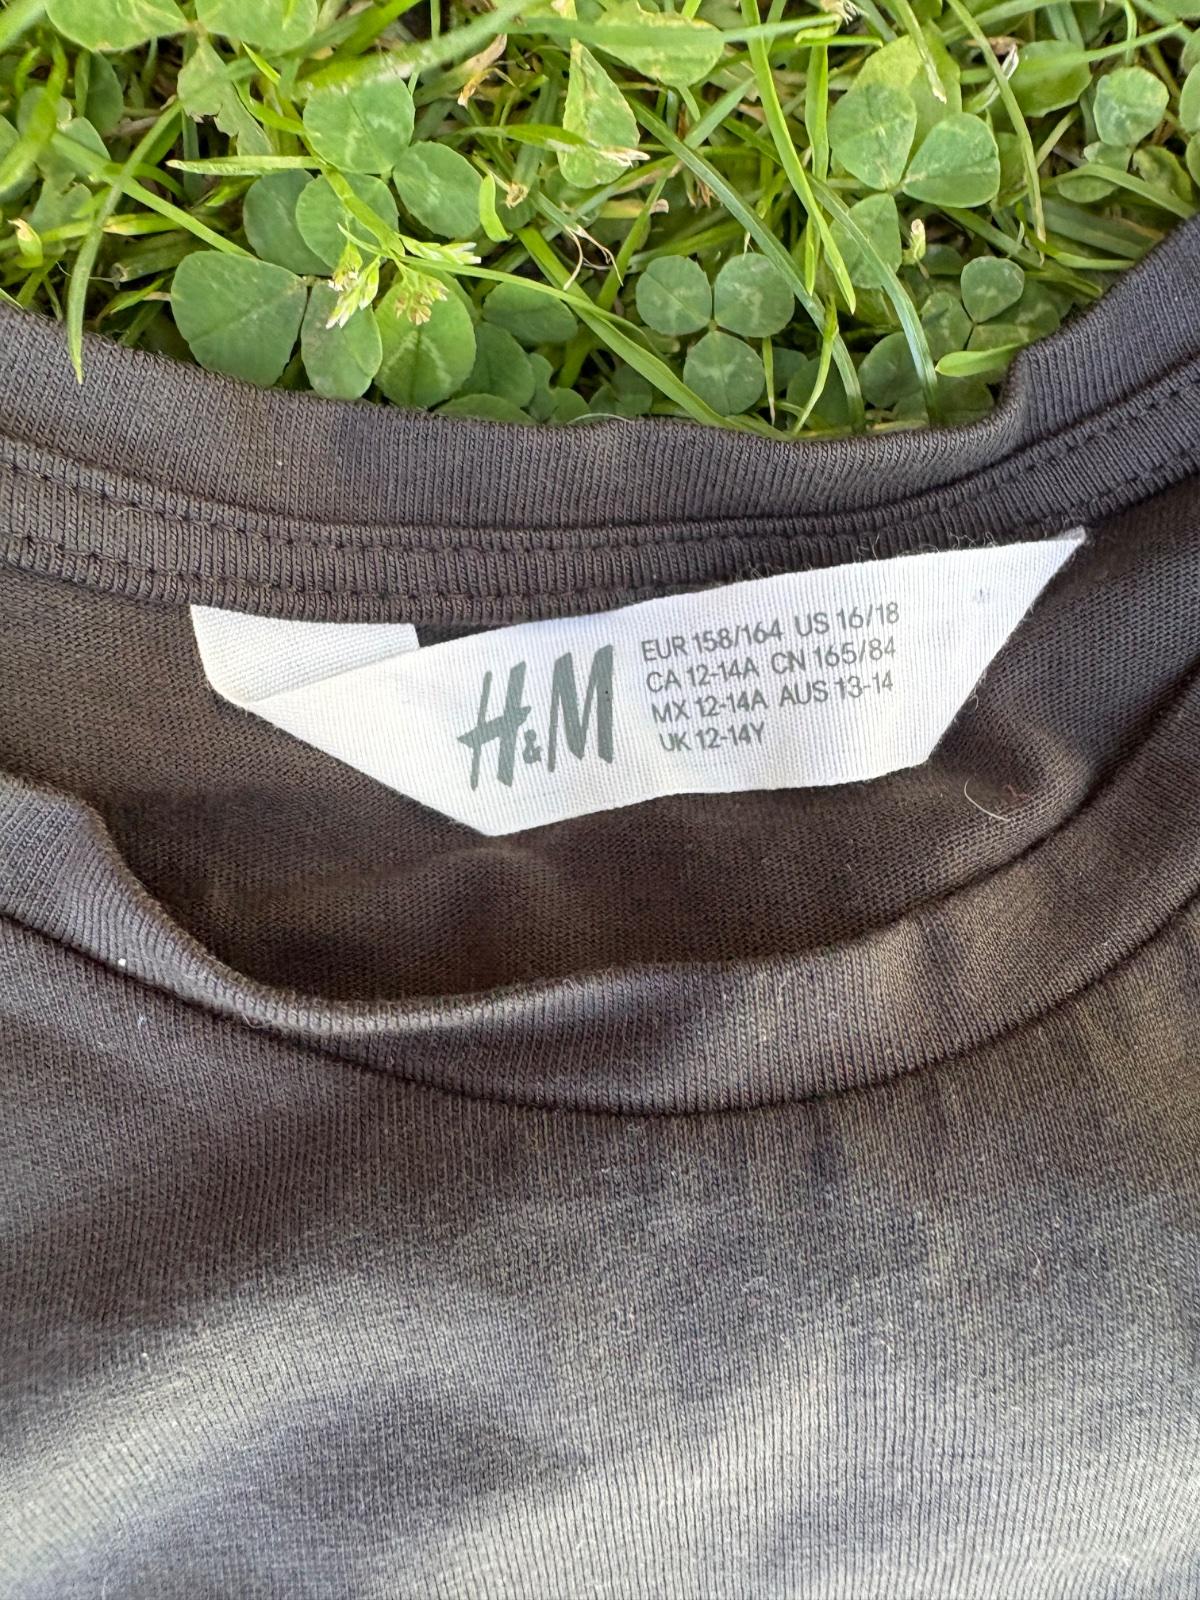 H&M
EUR 158/164 US 16/18
CA 12-14A CN 165/84
MX 12-14A AUS 13-14
UK 12-14Y